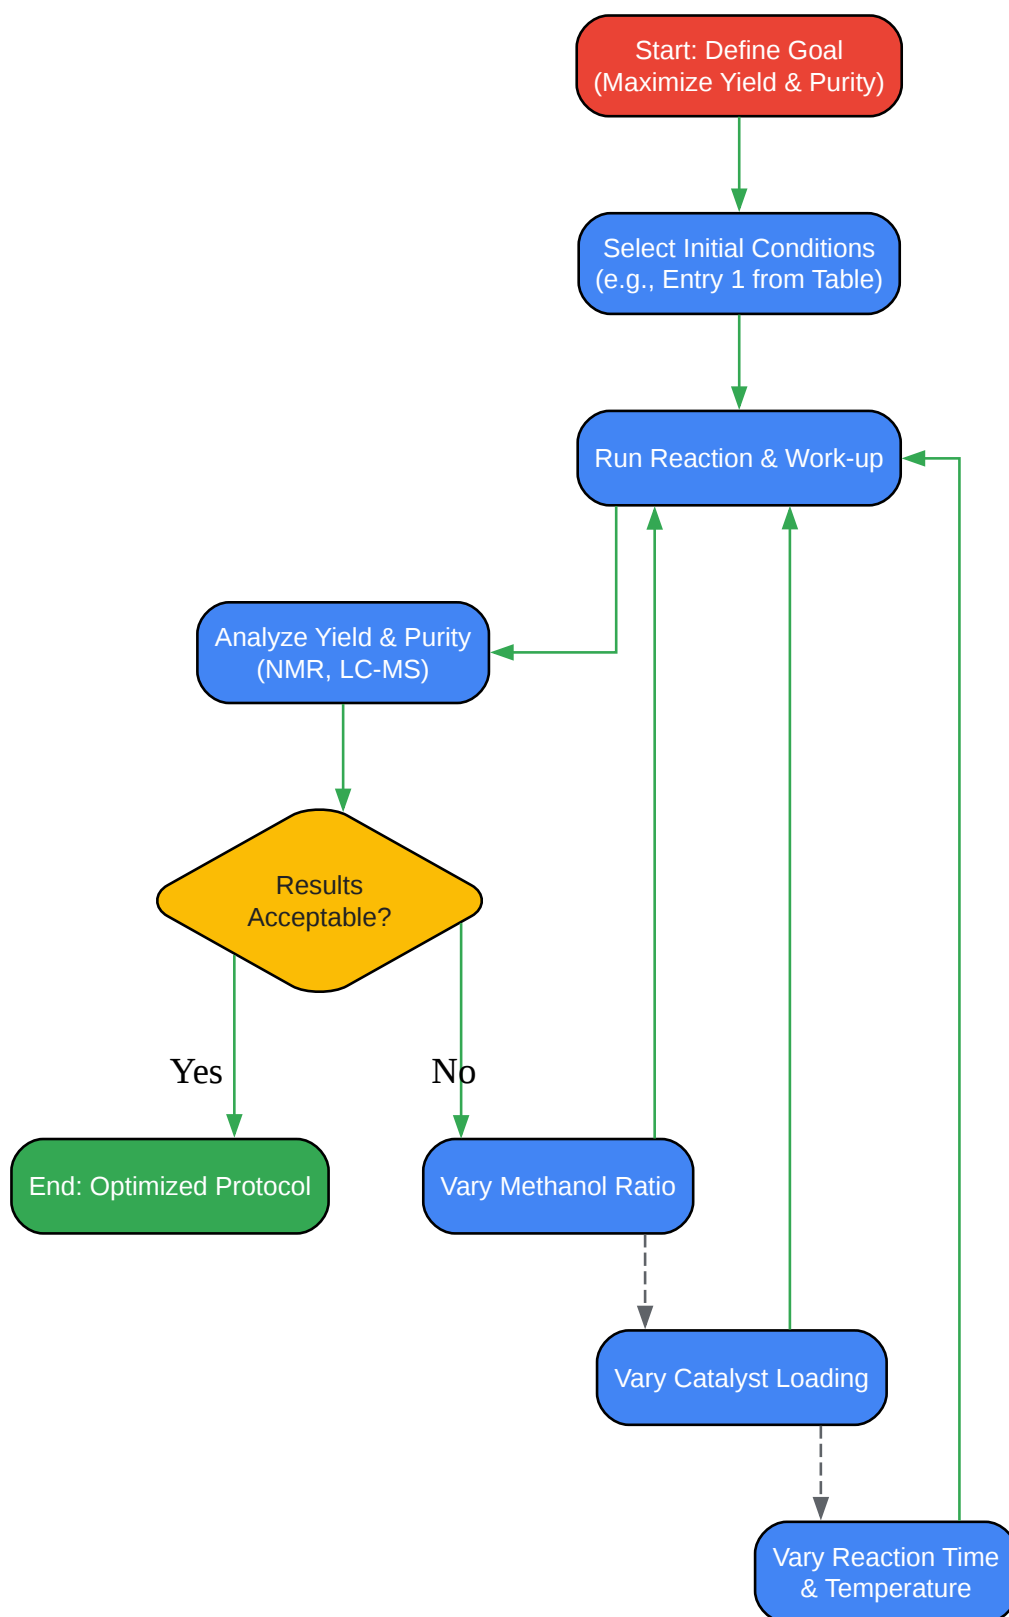 Start: Define Goal
(Maximize Yield & Purity)
Select Initial Conditions
(e.g., Entry 1 from Table)
Run Reaction & Work-up
Analyze Yield & Purity
(NMR, LC-MS)
Results
Acceptable?
Yes
No
End: Optimized Protocol
Vary Methanol Ratio
Vary Catalyst Loading
Vary Reaction Time
& Temperature